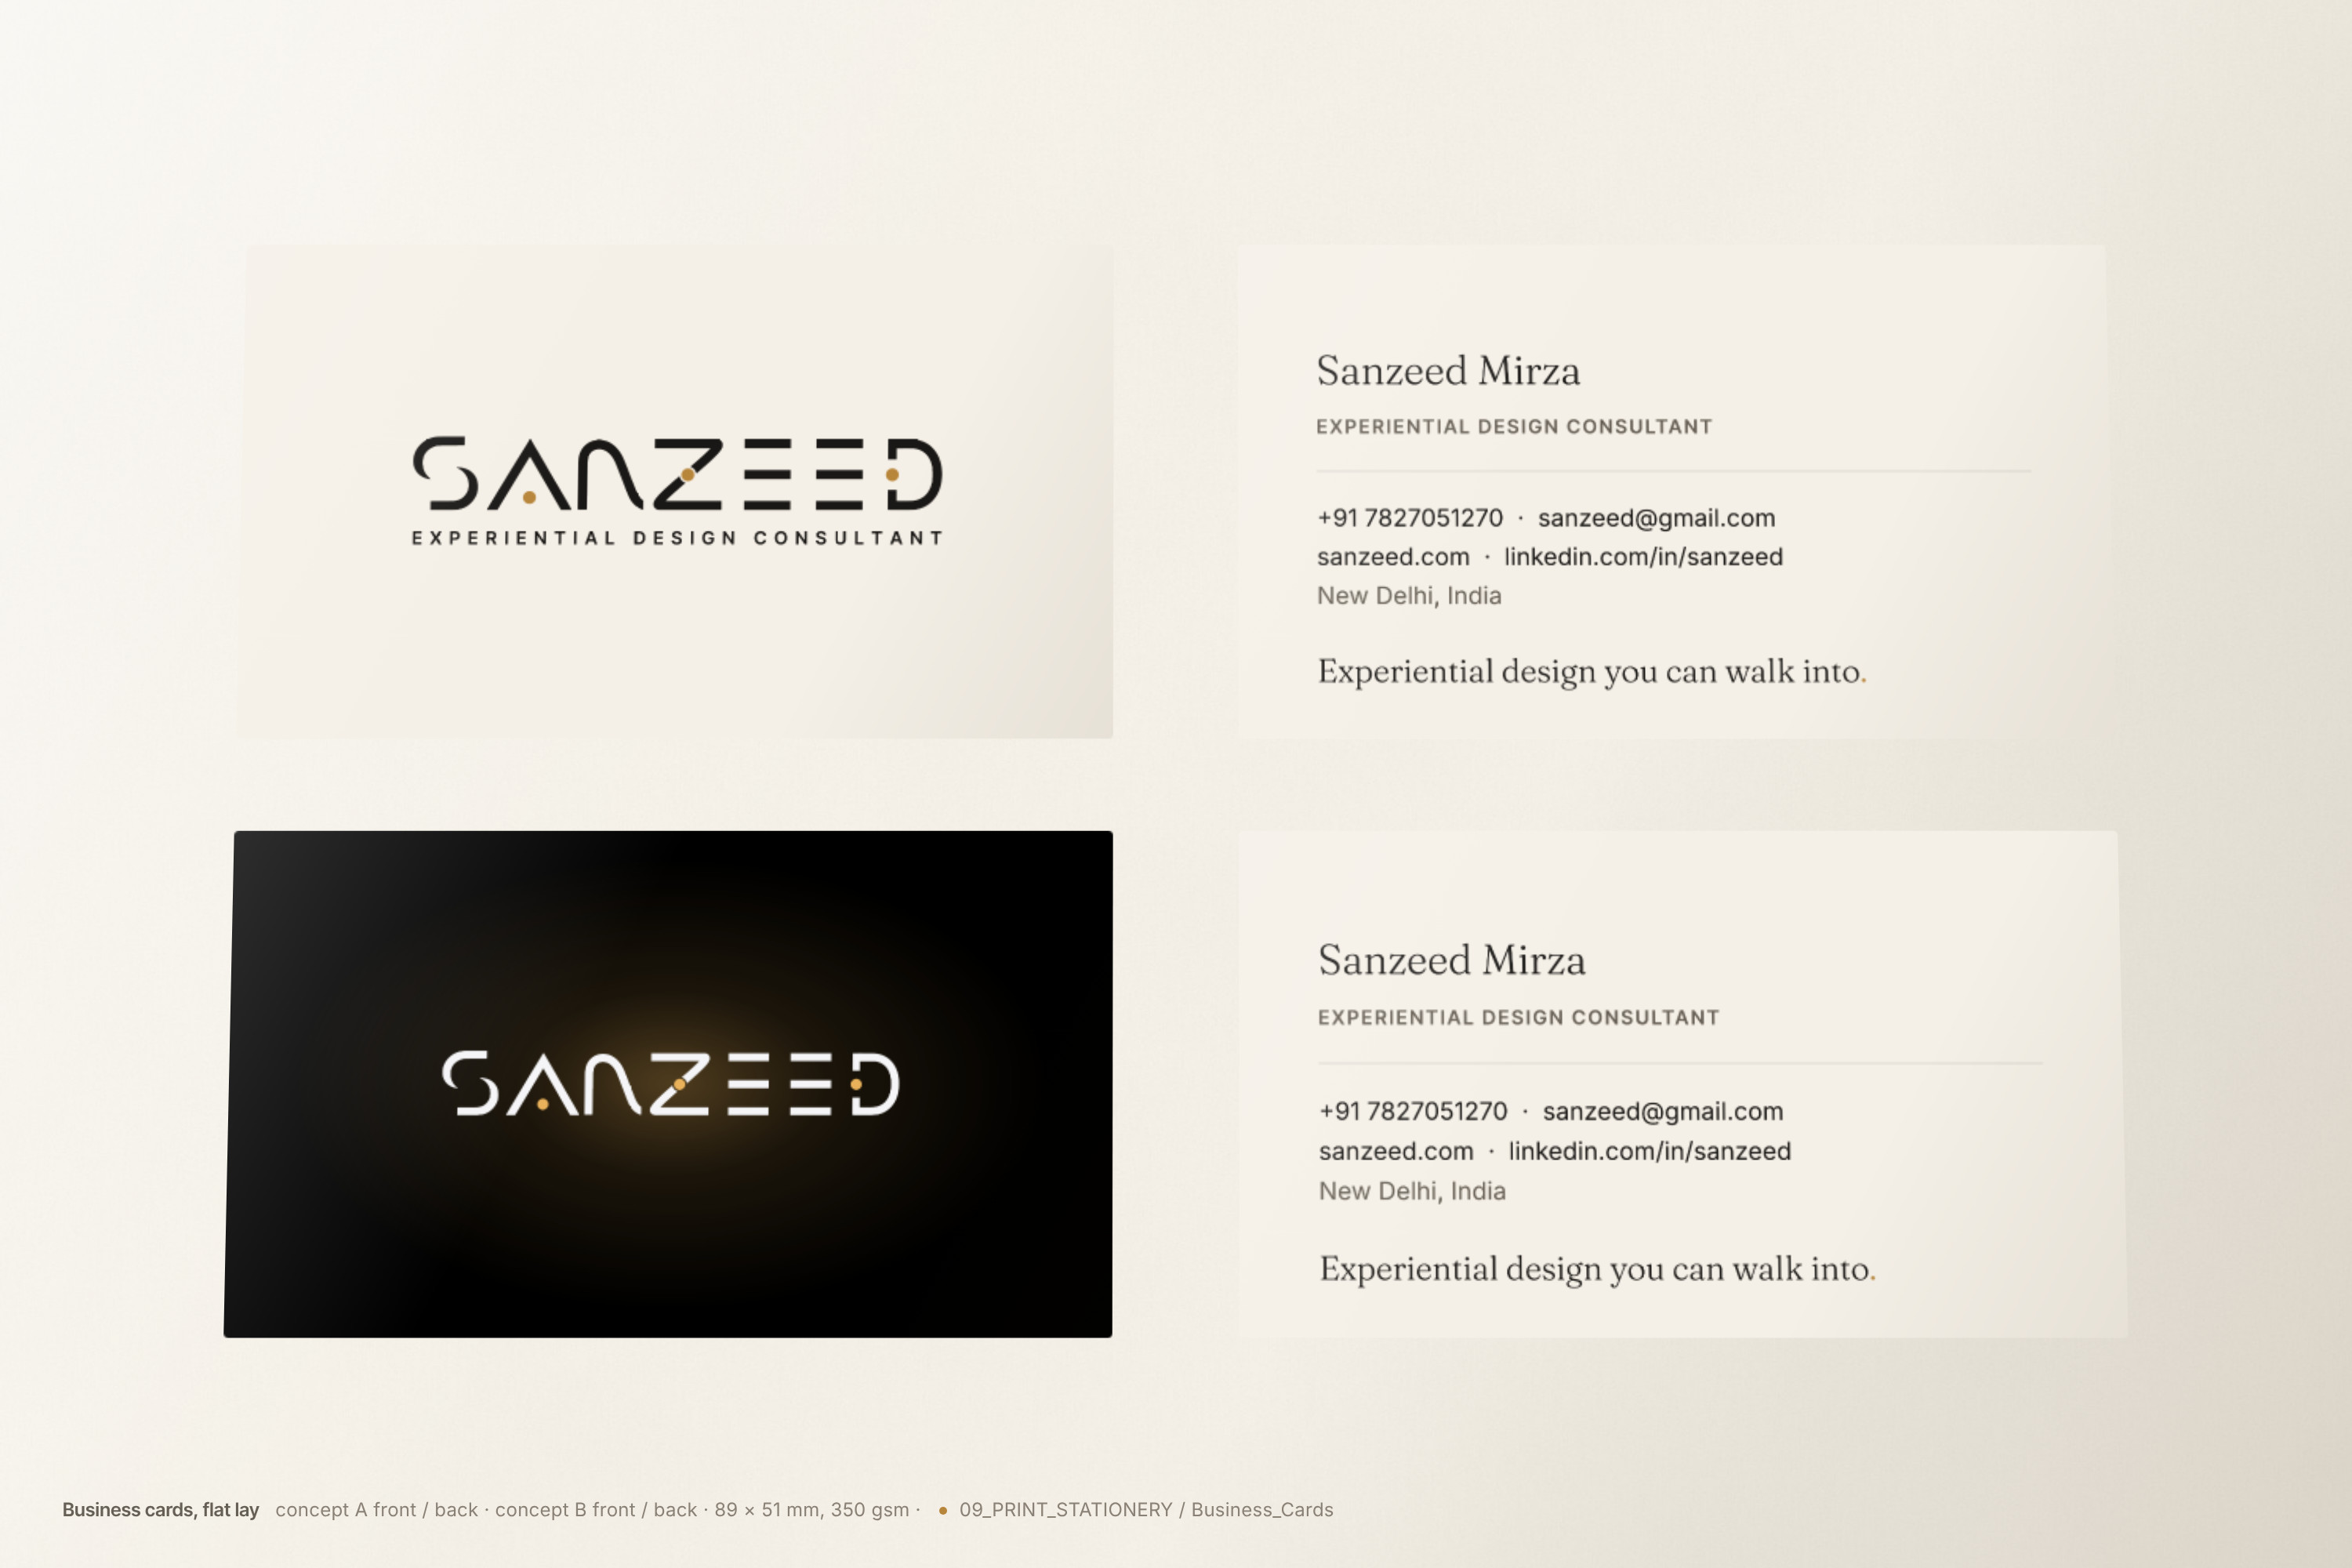 SANZEED
EXPERIENTIAL DESIGN CONSULTANT
Sanzeed Mirza
EXPERIENTIAL DESIGN CONSULTANT
+91 7827051270 · sanzeed@gmail.com
sanzeed.com · linkedin.com/in/sanzeed
New Delhi, India
Experiential design you can walk into.
SANZEED
Sanzeed Mirza
EXPERIENTIAL DESIGN CONSULTANT
+91 7827051270 · sanzeed@gmail.com
sanzeed.com · linkedin.com/in/sanzeed
New Delhi, India
Experiential design you can walk into.
Business cards, flat lay concept A front / back · concept B front / back · 89 × 51 mm, 350 gsm · • 09_PRINT_STATIONERY / Business_Cards